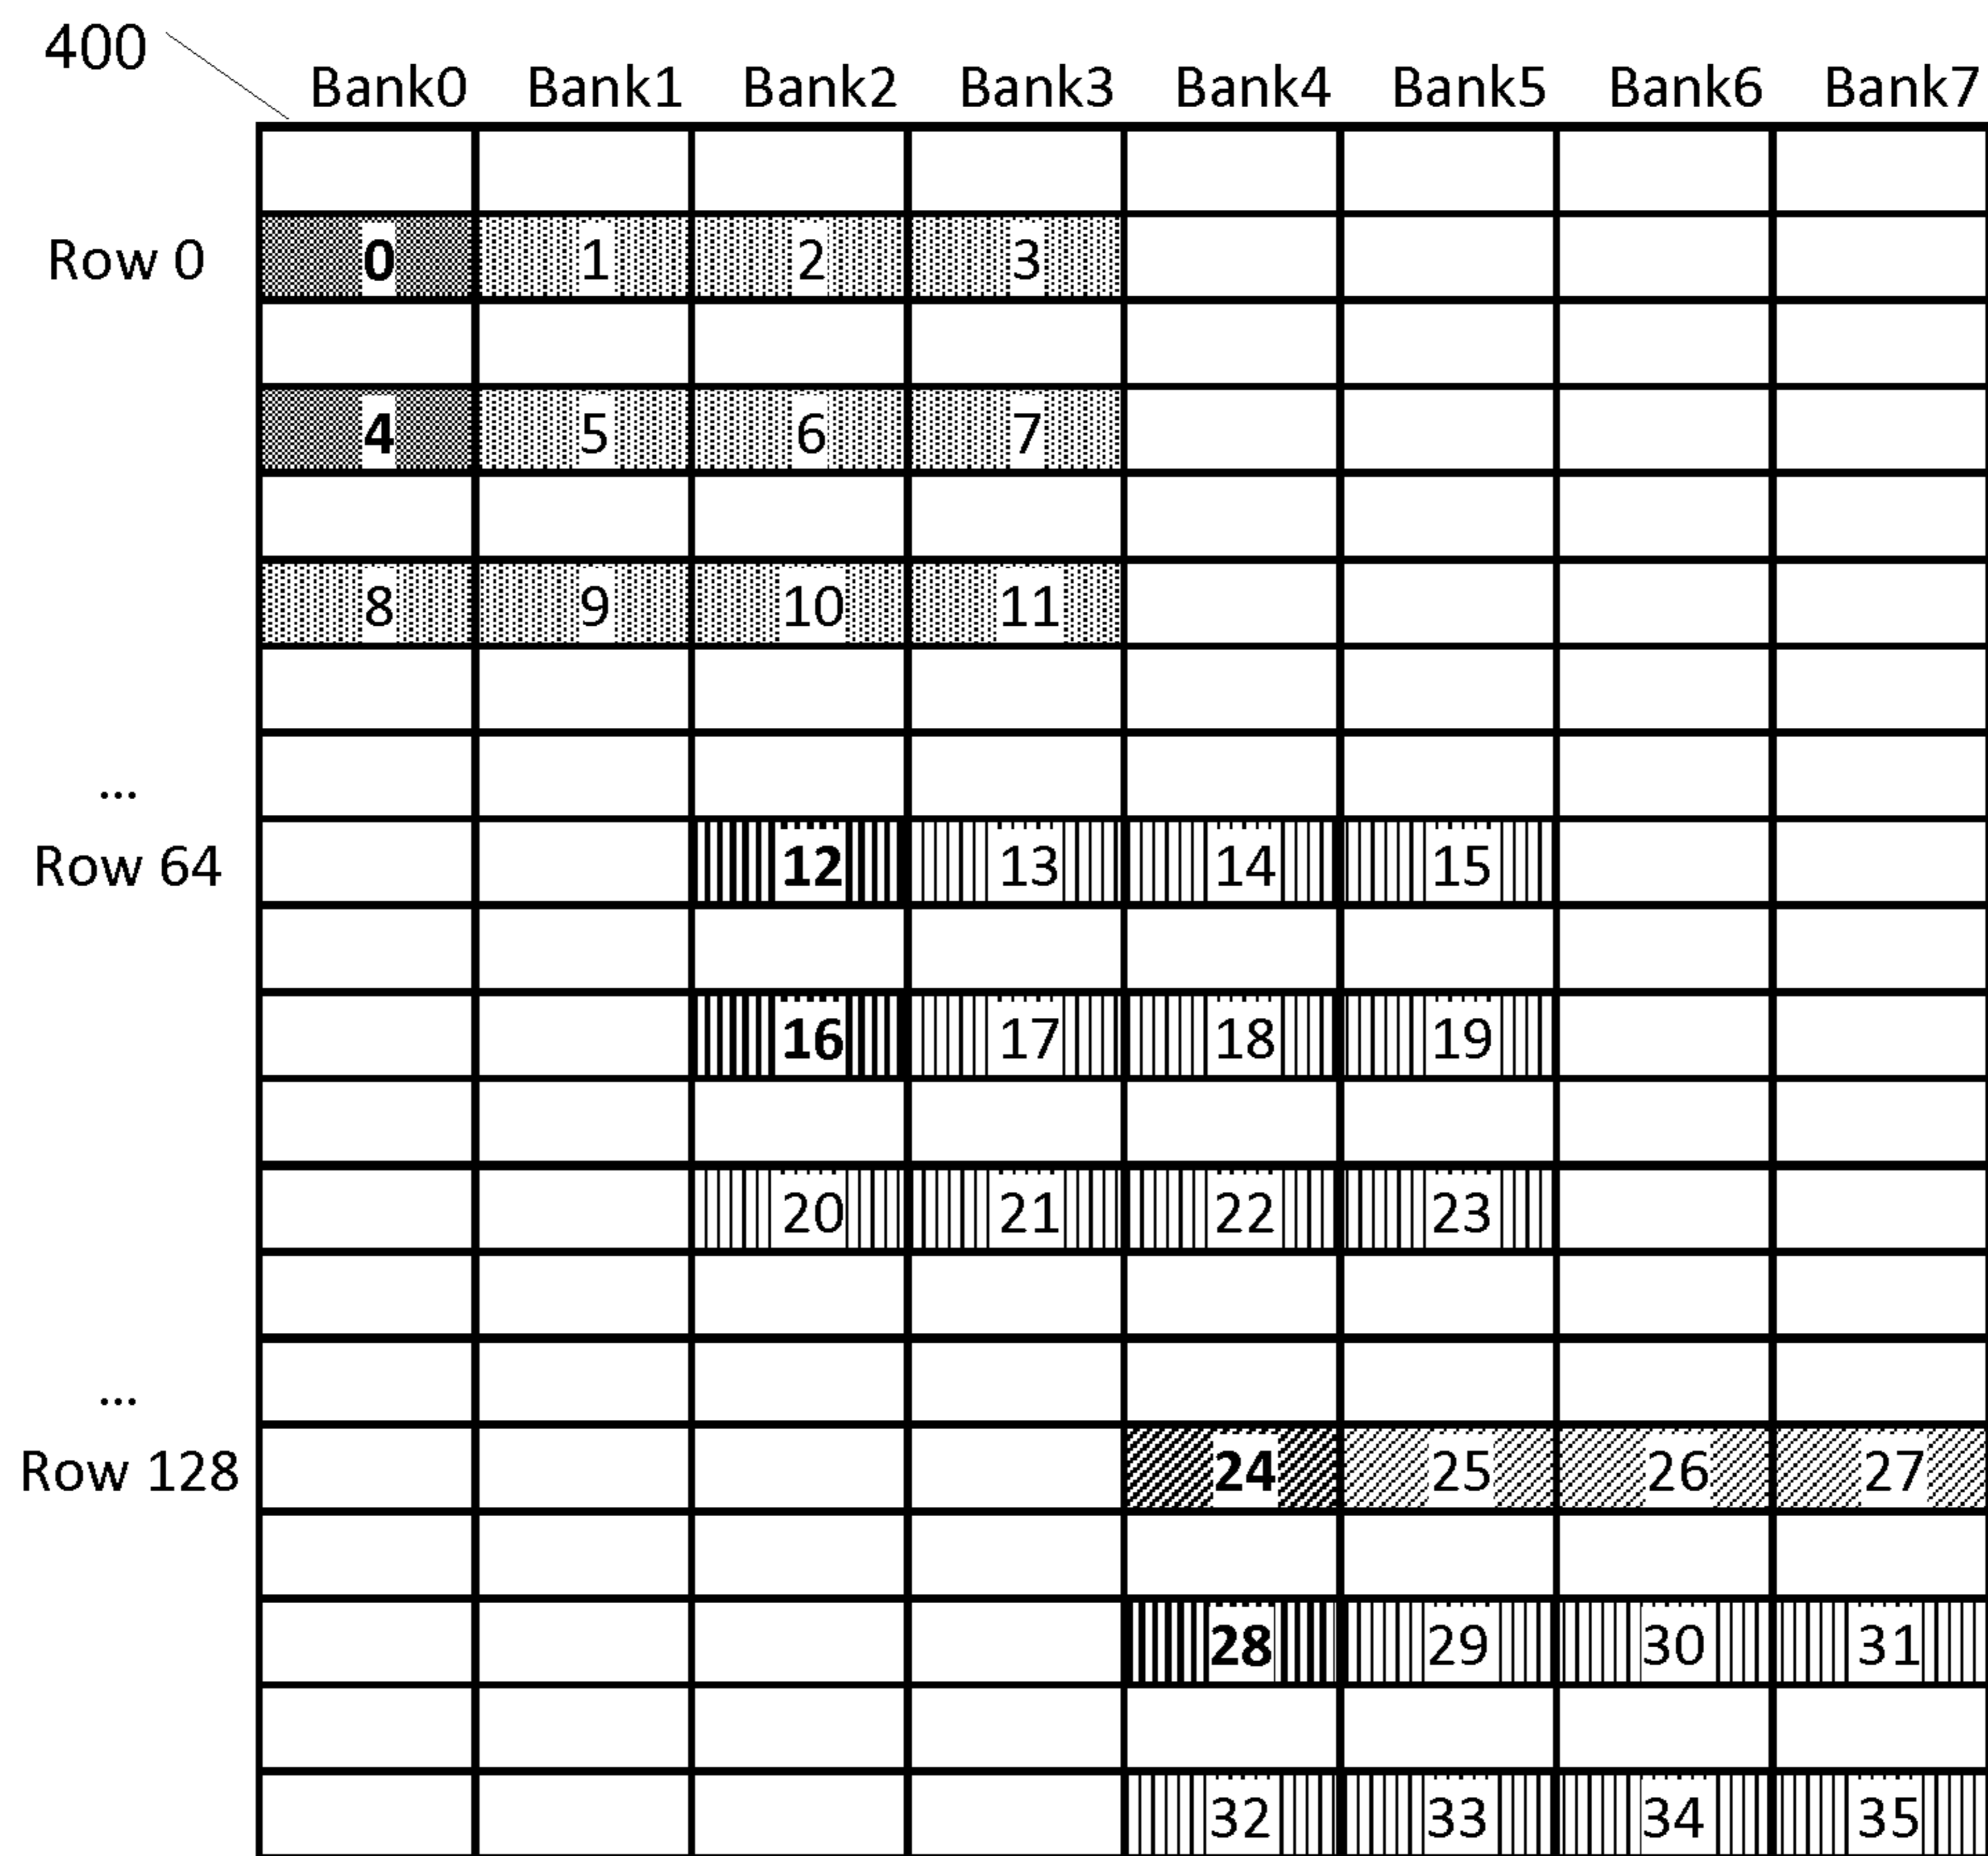 400
Bank0 Bank1 Bank2 Bank3 Bank4 Bank5 Bank6 Bank7
Row 0 0 1 2 3
4 5 6 7
8 9 10 11
...
Row 64 12 13 14 15
16 17 18 19
20 21 22 23
...
Row 128 24 25 26 27
28 29 30 31
32 33 34 35